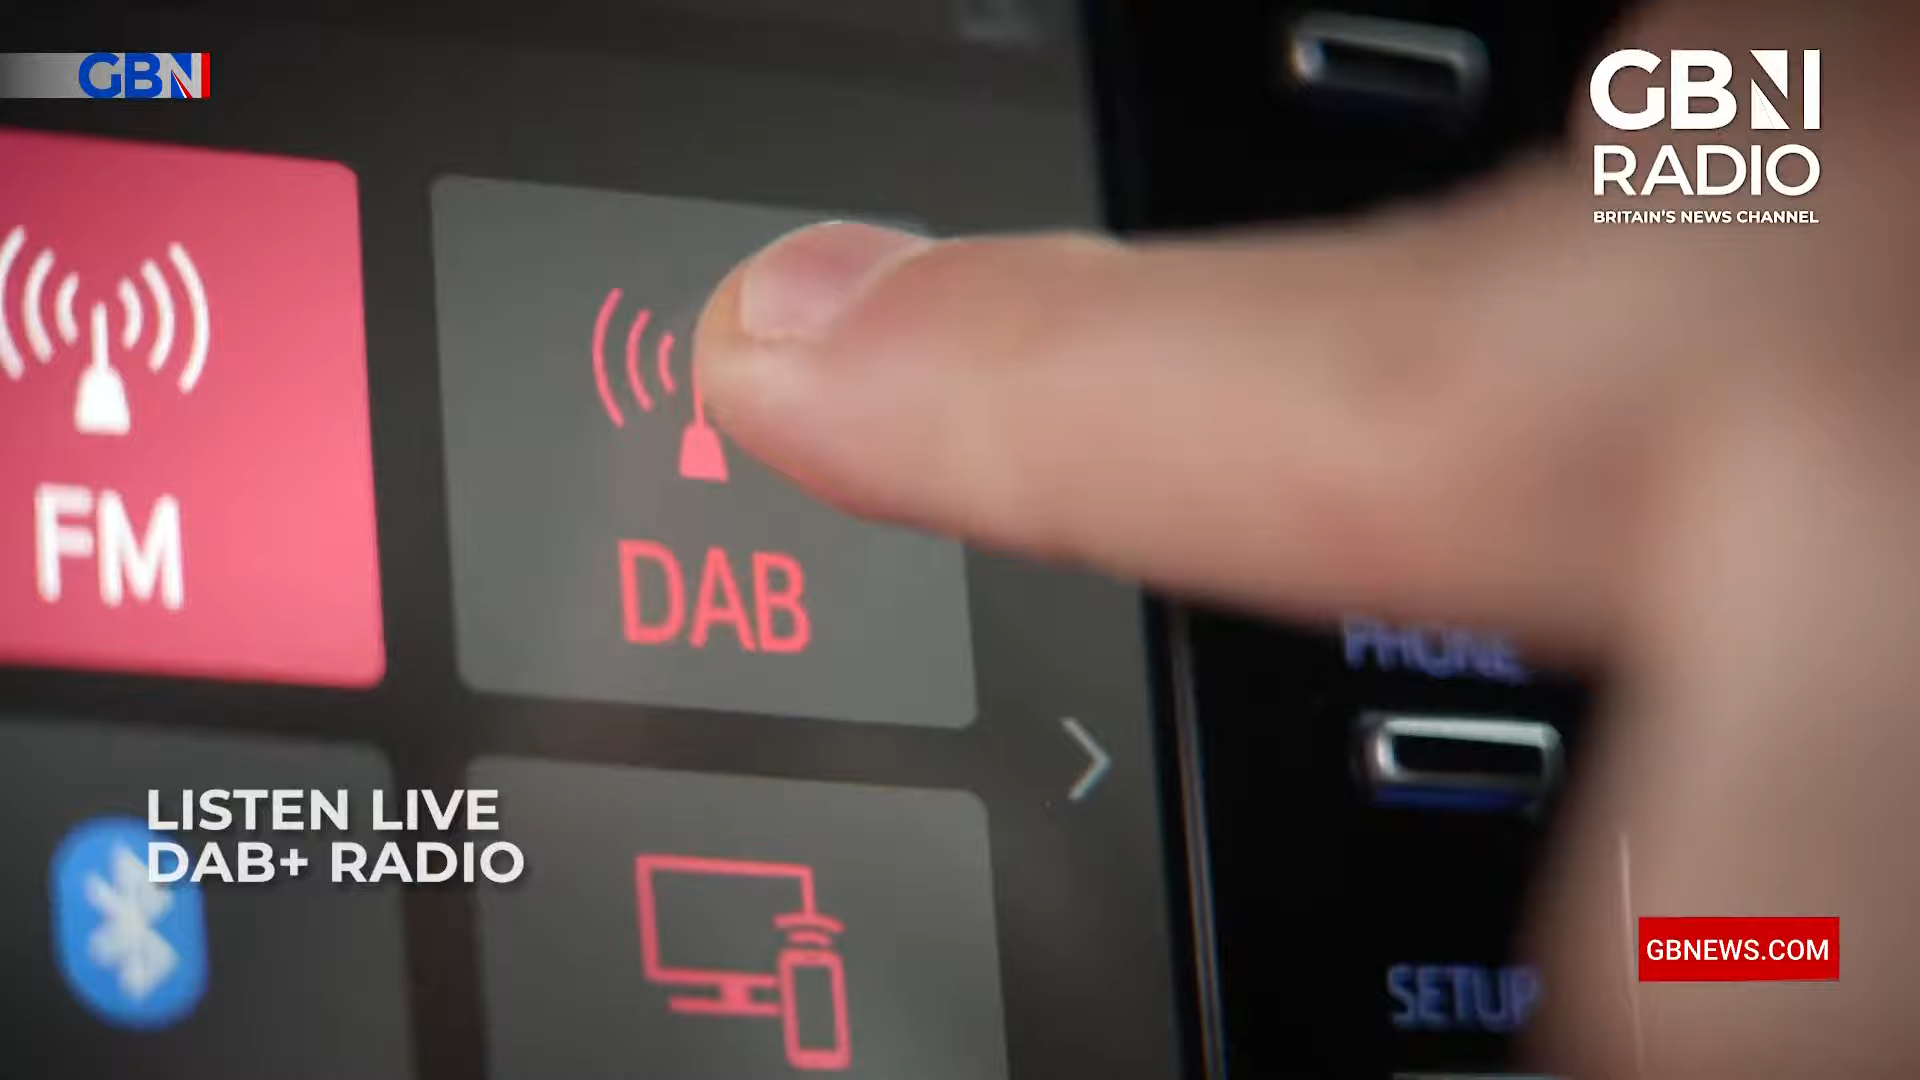 GBN
GBN
RADIO
BRITAIN'S NEWS CHANNEL
FM
DAB
PHONE
LISTEN LIVE
DAB+ RADIO
GBNEWS.COM
SETUP